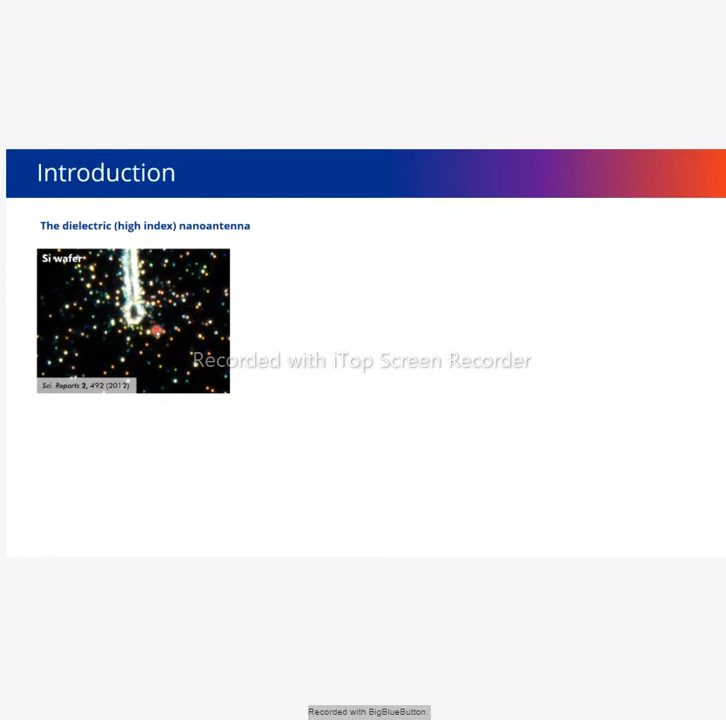 Introduction
The dielectric (high index) nanoantenna
Si wafer
Recorded with iTop Screen Recorder
Sci. Reports 2, 492 (2012)
Recorded with BigBlueButton.